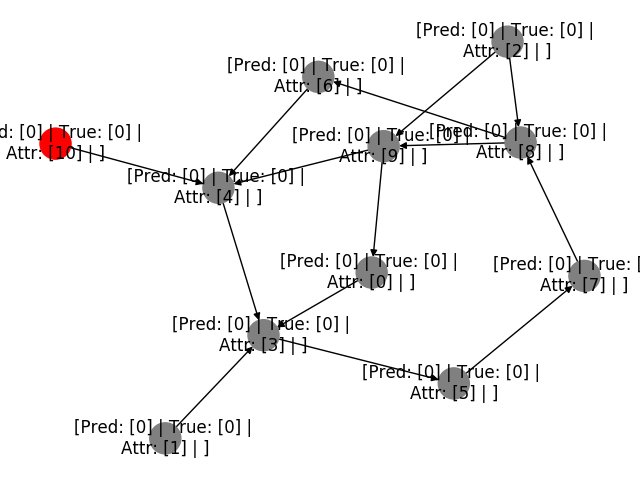 [Pred: [0] | True: [0] |
Attr: [2] | ]
[Pred: [0] | True: [0] |
Attr: [6] | ]
d: [0] | True: [0] |
Attr: [10] | ]
[Pred: [0] | True: [0] |
Attr: [9] | ]
[Pred: [0] | True: [0] |
Attr: [8] | ]
[Pred: [0] | True: [0] |
Attr: [4] | ]
[Pred: [0] | True: [0] |
Attr: [0] | ]
[Pred: [0] | True: [
Attr: [7] | ]
[Pred: [0] | True: [0] |
Attr: [3] | ]
[Pred: [0] | True: [0] |
Attr: [5] | ]
[Pred: [0] | True: [0] |
Attr: [1] | ]